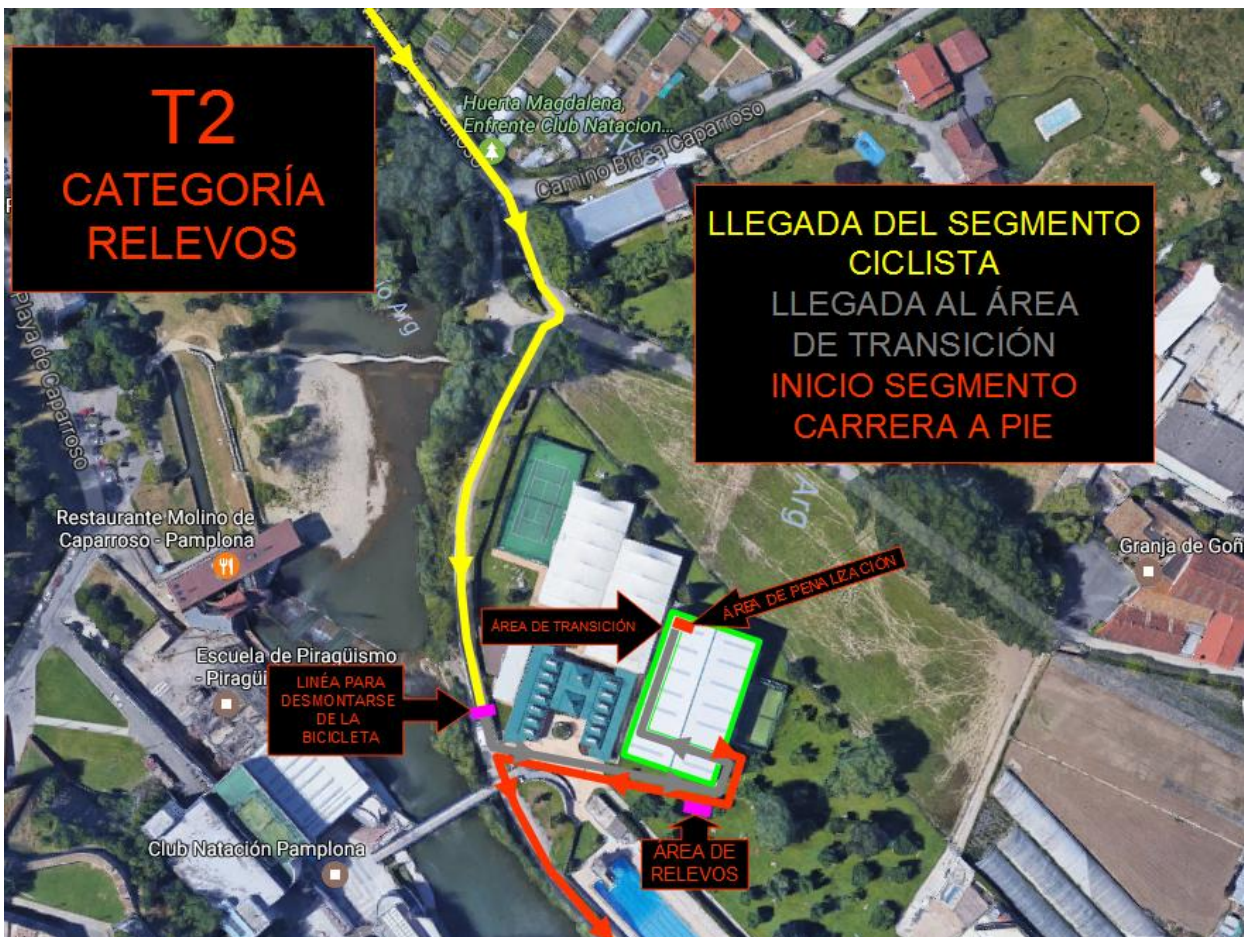 T2
CATEGORÍA
RELEVOS
Huerta Magdalena,
Enfrente Club Natacion...
Camino Bidea Caparroso
LLEGADA DEL SEGMENTO
CICLISTA
LLEGADA AL ÁREA
DE TRANSICIÓN
INICIO SEGMENTO
CARRERA A PIE
Playa de Caparroso
ío Arg
Arg
Restaurante Molino de
Caparroso - Pamplona
Granja de Goñ
ÁREA DE PENALIZACIÓN
ÁREA DE TRANSICIÓN
Escuela de Piragüismo
- Piragüi
LINÉA PARA
DESMONTARSE
DE LA
BICICLETA
Club Natación Pamplona
ÁREA DE
RELEVOS